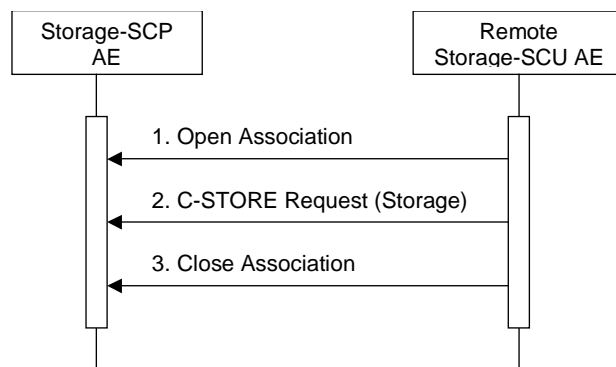 Storage-SCP
AE
Remote
Storage-SCU AE
1. Open Association
2. C-STORE Request (Storage)
3. Close Association